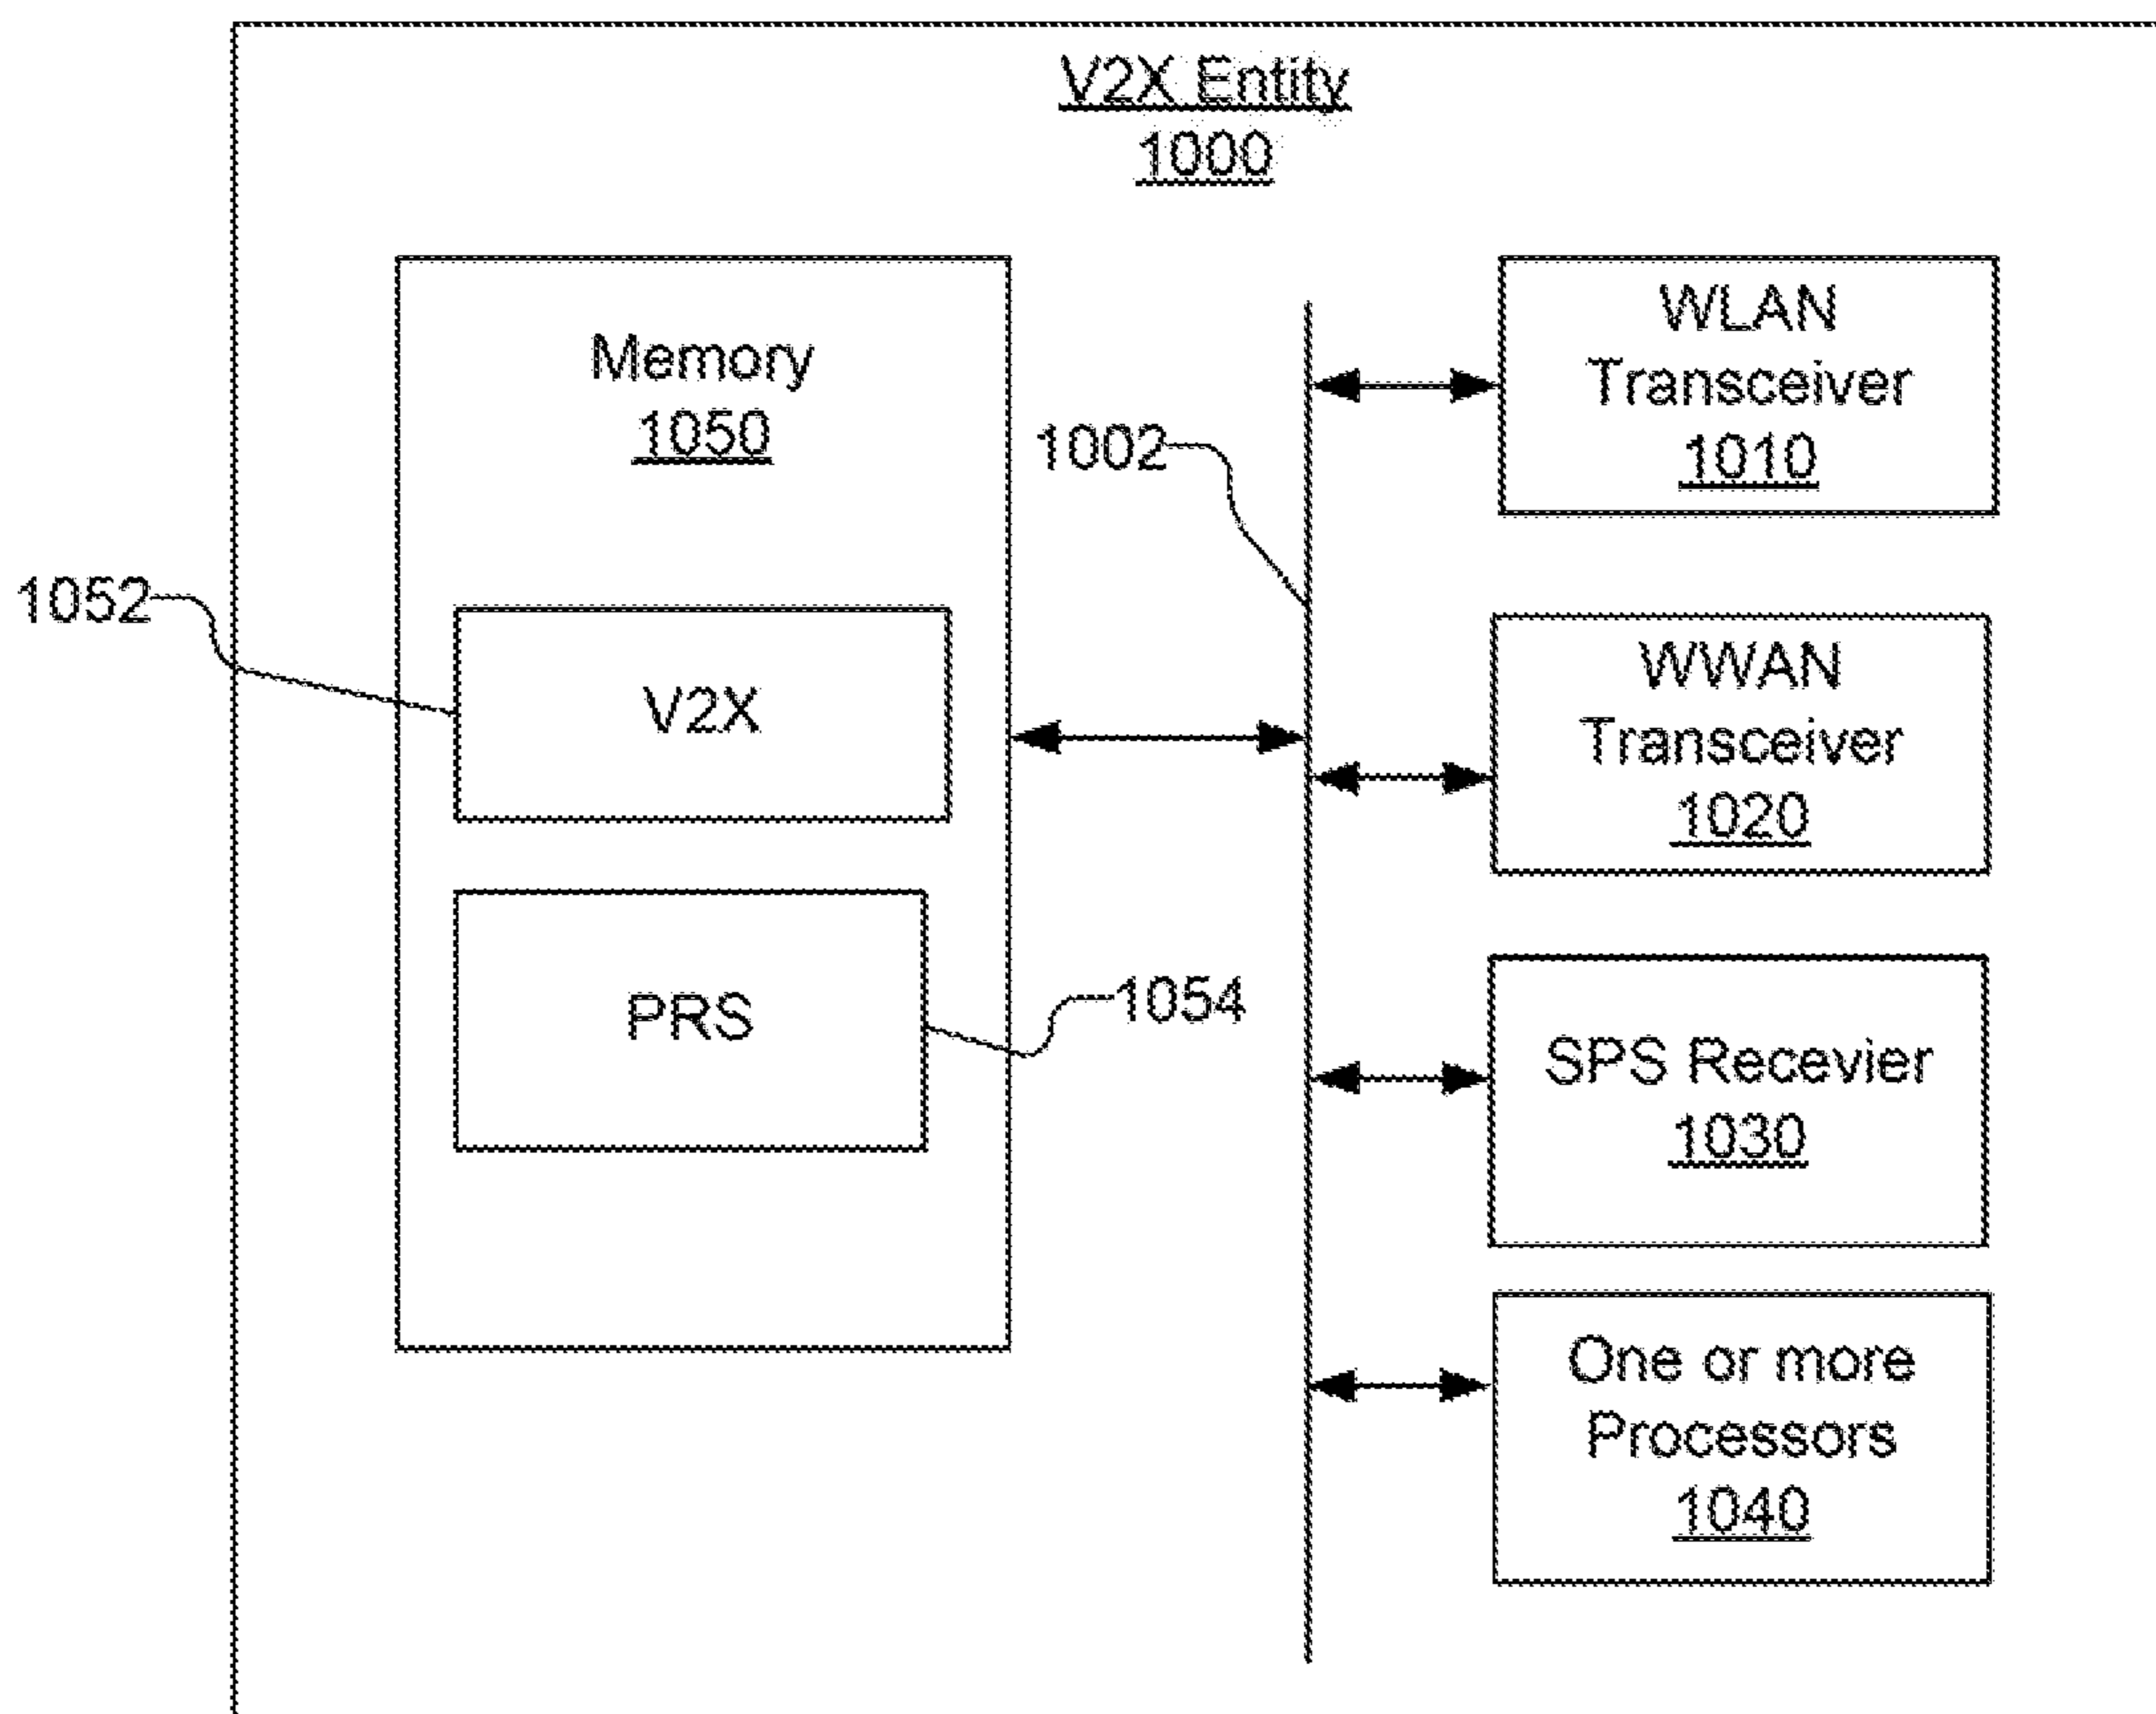 V2X Entity
1000
Memory
1050
1052
V2X
PRS
1054
1002
WLAN
Transceiver
1010
WWAN
Transceiver
1020
SPS Recevier
1030
One or more
Processors
1040